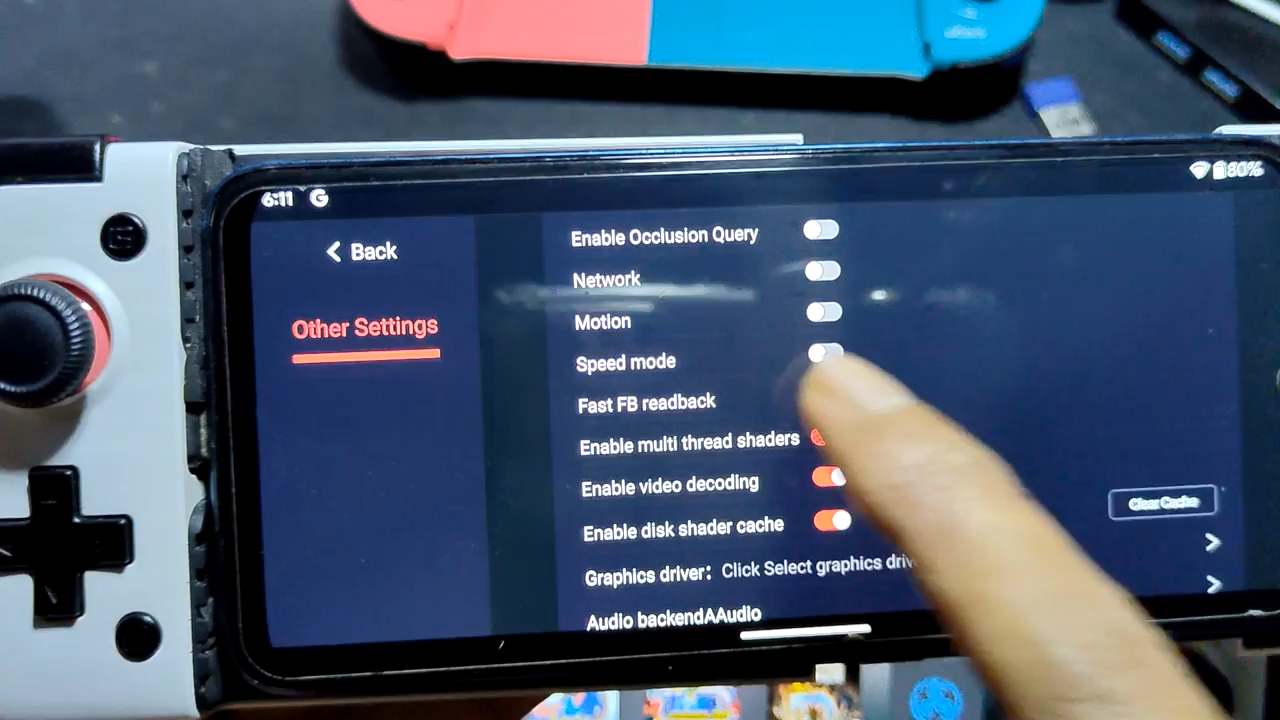 6:11 G
80%
Back
Other Settings
Enable Occlusion Query
Network
Motion
Speed mode
Fast FB readback
Enable multi thread shaders
Enable video decoding
Enable disk shader cache
Clear Cache
Graphics driver: Click Select graphics driv
Audio backendAAudio